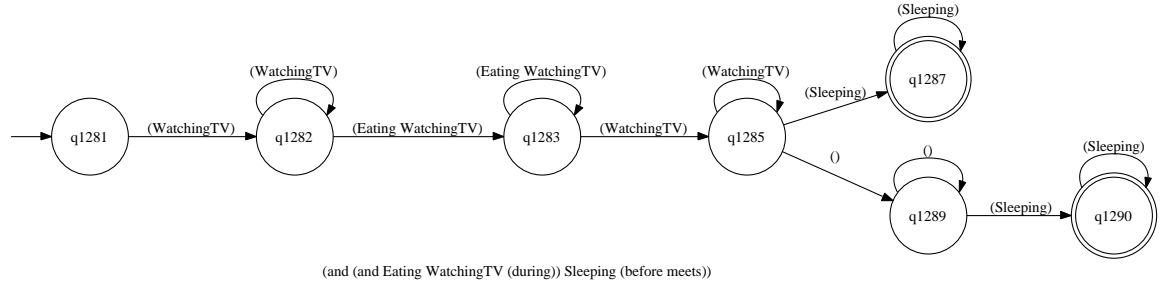 (Sleeping)
q1287
(WatchingTV)
(Eating WatchingTV)
(WatchingTV)
(Sleeping)
q1281
(WatchingTV)
q1282
(Eating WatchingTV)
q1283
(WatchingTV)
q1285
()
()
q1289
(Sleeping)
(Sleeping)
q1290
(and (and Eating WatchingTV (during)) Sleeping (before meets))